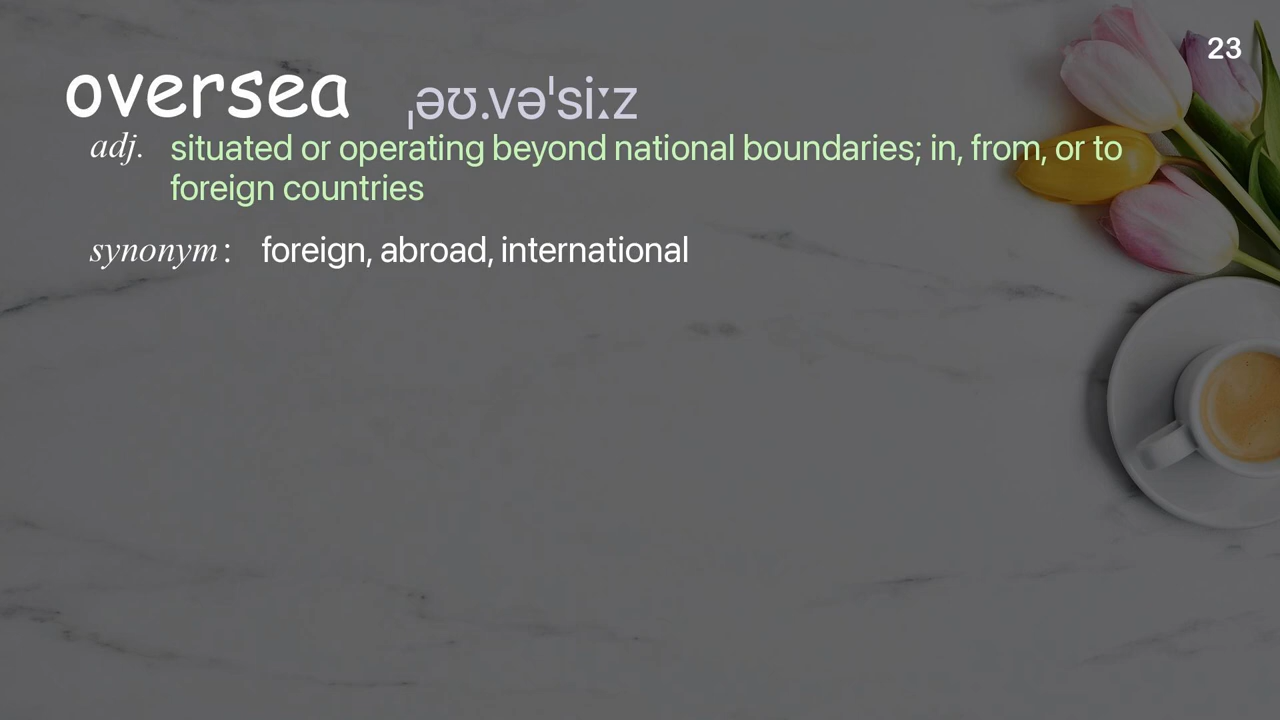 23
oversea ˌəʊ.vəˈsiːz
adj. situated or operating beyond national boundaries; in, from, or to
foreign countries
synonym : foreign, abroad, international